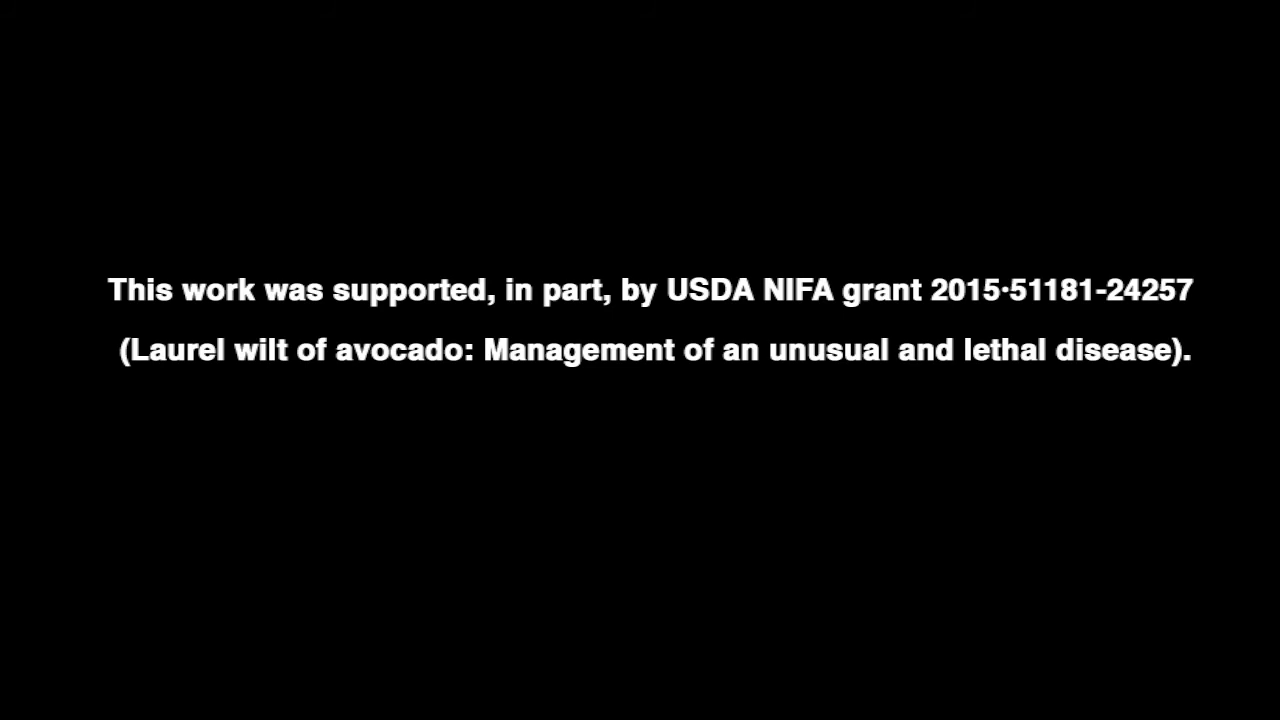 This work was supported, in part, by USDA NIFA grant 2015·51181-24257
(Laurel wilt of avocado: Management of an unusual and lethal disease).